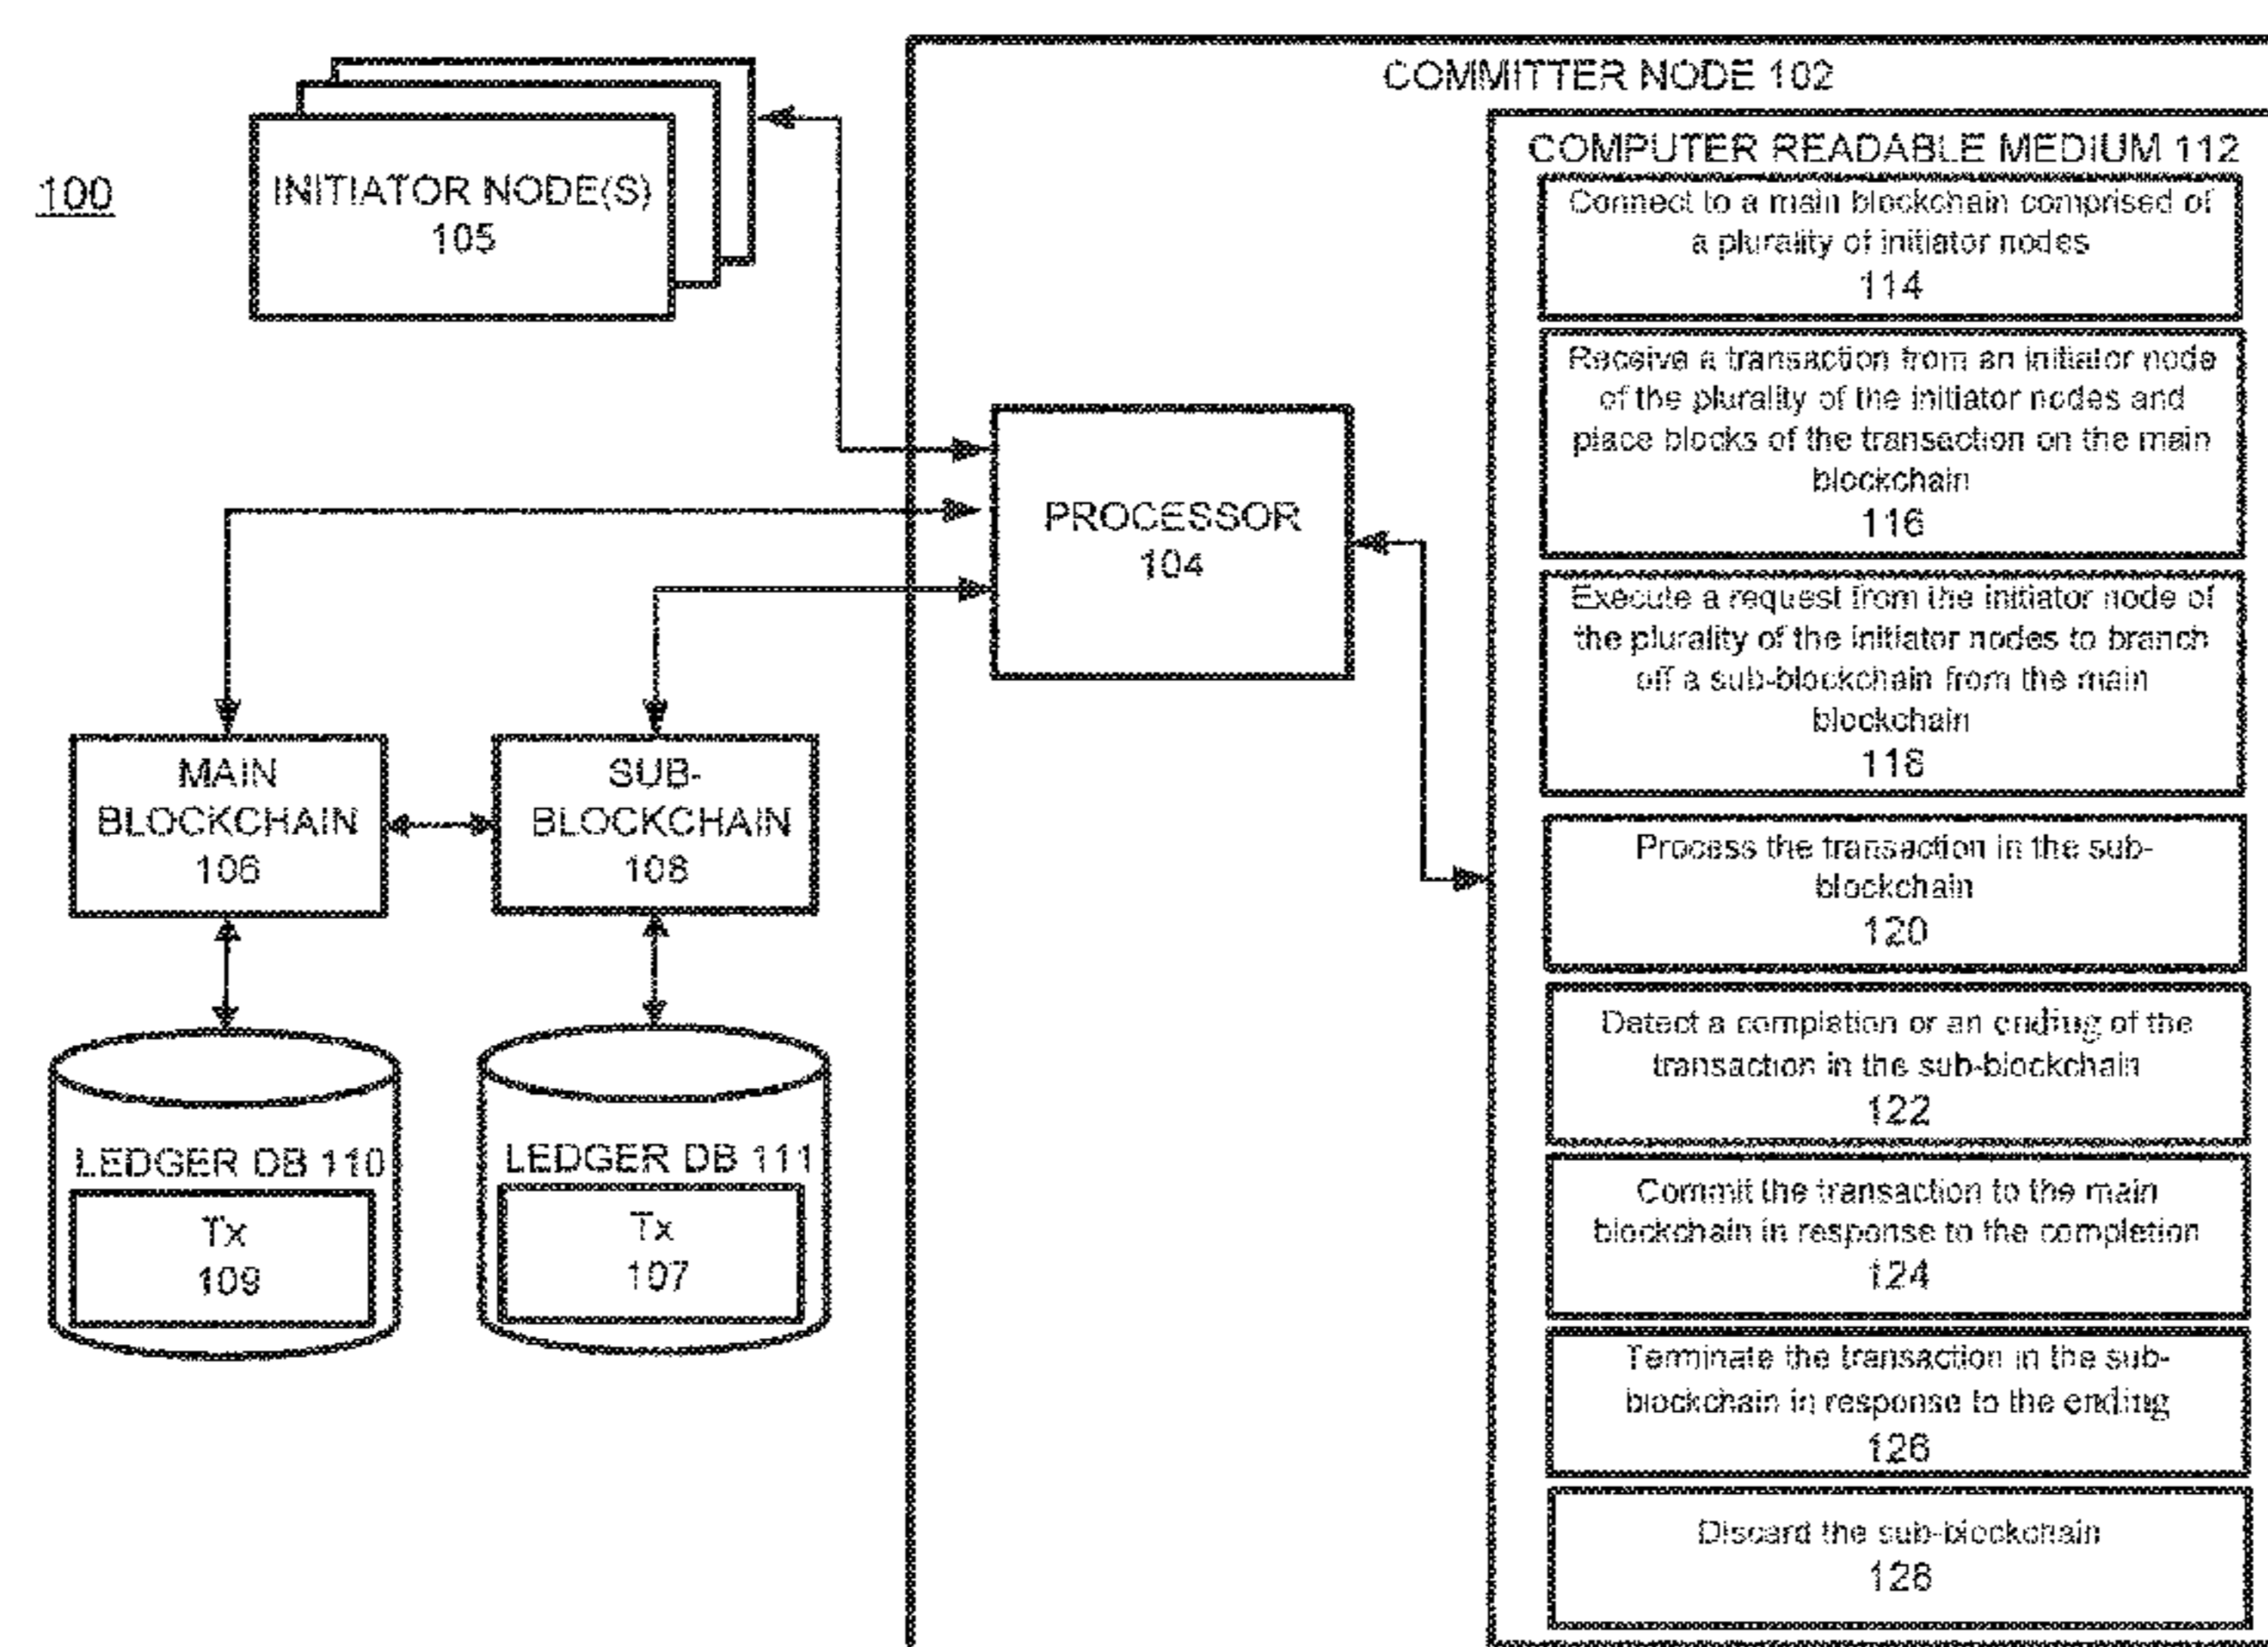 100
INITIATOR NODE(S)
105
COMMITTER NODE 102
PROCESSOR
104
MAIN
BLOCKCHAIN
106
SUB-
BLOCKCHAIN
108
LEDGER DB 110
Tx
109
LEDGER DB 111
Tx
107
COMPUTER READABLE MEDIUM 112
Connect to a main blockchain comprised of
a plurality of initiator nodes
114
Receive a transaction from an initiator node
of the plurality of the initiator nodes and
place blocks of the transaction on the main
blockchain
116
Execute a request from the initiator node of
the plurality of the initiator nodes to branch
off a sub-blockchain from the main
blockchain
118
Process the transaction in the sub-
blockchain
120
Detect a completion or an ending of the
transaction in the sub-blockchain
122
Commit the transaction to the main
blockchain in response to the completion
124
Terminate the transaction in the sub-
blockchain in response to the ending
126
Discard the sub-blockchain
128